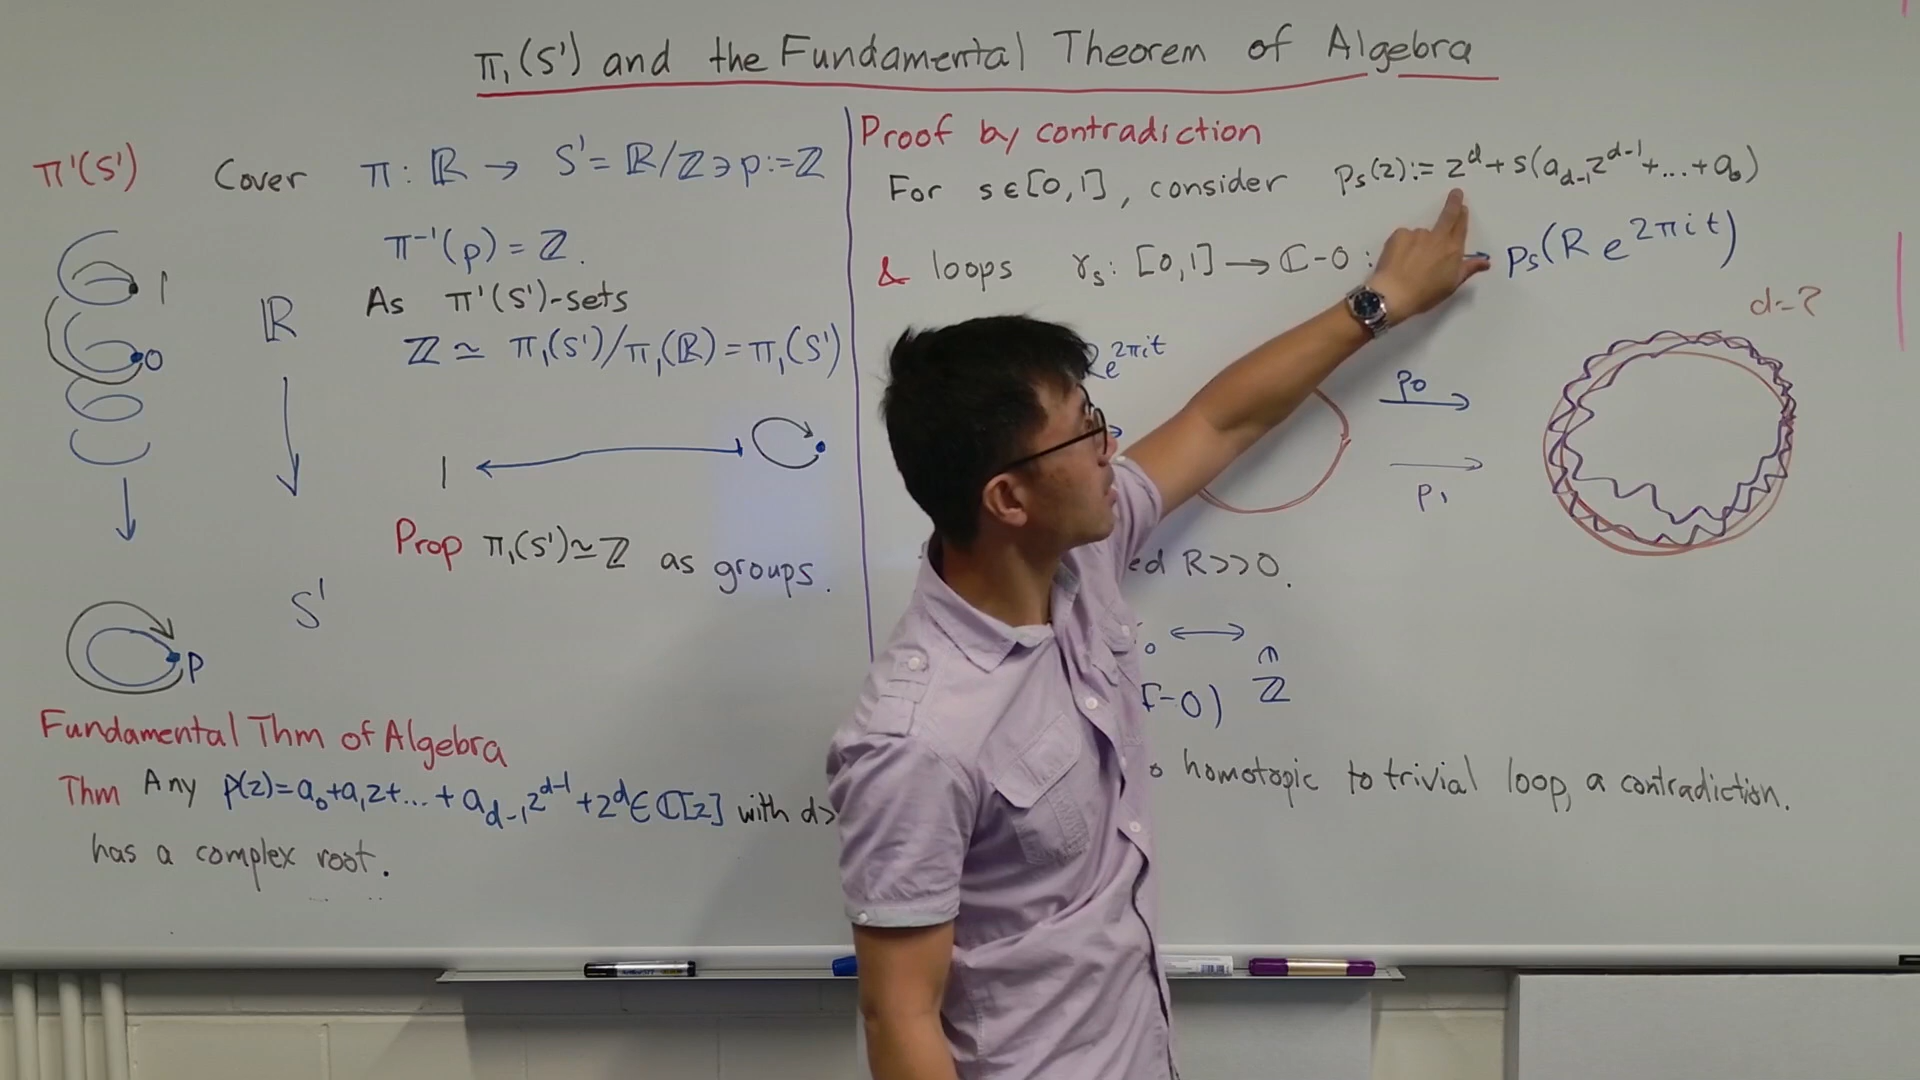 π₁(S¹) and the Fundamental Theorem of Algebra
π¹(S¹) Cover π: ℝ → S¹ = ℝ/ℤ ∋ p := ℤ
π⁻¹(p) = ℤ.
As π¹(S¹)-sets
ℤ ≃ π₁(S¹)/π₁(ℝ) = π₁(S¹)
1
0
ℝ
1
Prop π₁(S¹) ≃ ℤ as groups.
S¹
p
Fundamental Thm of Algebra
Thm Any p(z) = a₀ + a₁z + ... + a_{d-1} z^{d-1} + z^d ∈ ℂ[z] with d>
has a complex root.
Proof by contradiction
For s ∈ [0,1], consider p_s(z) := z^d + s(a_{d-1} z^{d-1} + ... + a₀)
& loops γ_s : [0,1] → ℂ-0 : → p_s(R e^{2πit})
d=2
Re^{2πit}
p₀
p₁
R>>0.
₀ ↔
ℤ
-0)
homotopic to trivial loop, a contradiction.